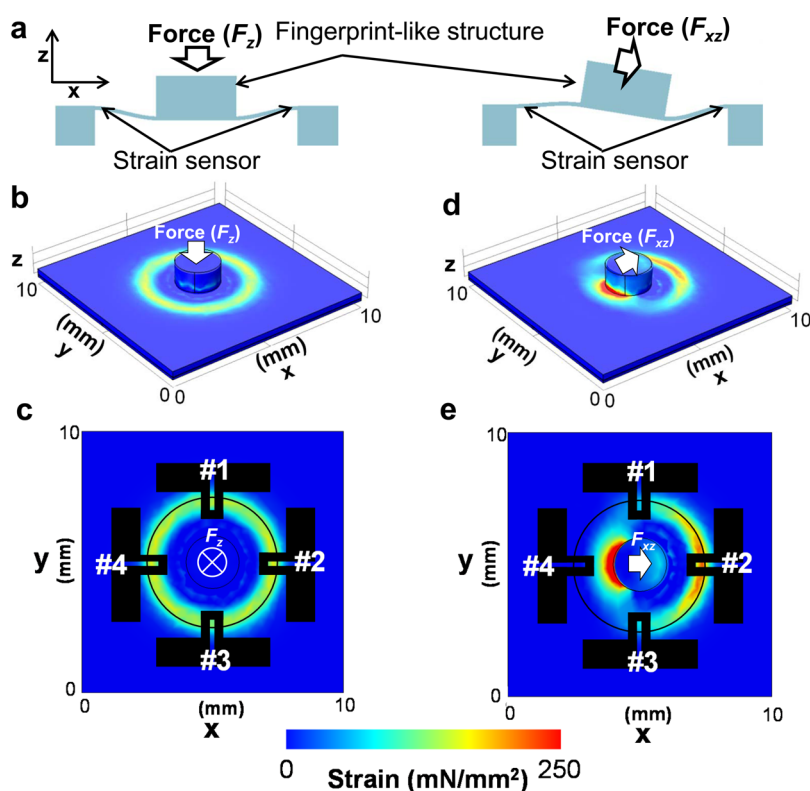 a
z
x
Force (Fz)
Fingerprint-like structure
Force (Fxz)
Strain sensor
Strain sensor
b
Force (Fz)
z
10
(mm)
y
0 0
(mm)
x
10
d
Force (Fxz)
z
10
(mm)
y
0 0
(mm)
x
10
c
10
#1
Fz
#4
#2
#3
y
(mm)
0
0
(mm)
10
x
e
10
#1
Fxz
#4
#2
#3
y
(mm)
0
0
(mm)
10
x
0
250
Strain (mN/mm²)